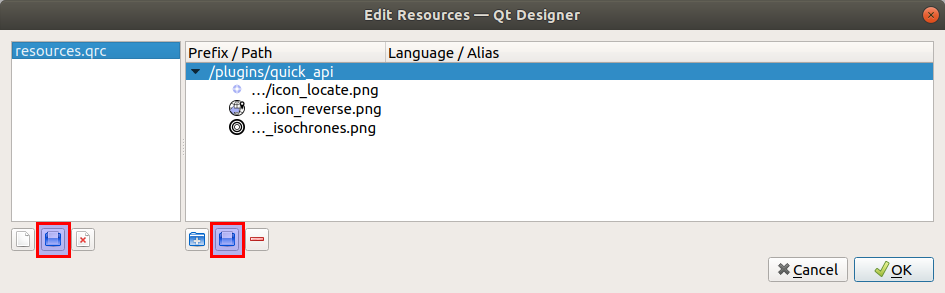 Edit Resources — Qt Designer
resources.qrc
Prefix / Path Language / Alias
/plugins/quick_api
…/icon_locate.png
…icon_reverse.png
…_isochrones.png
Cancel OK